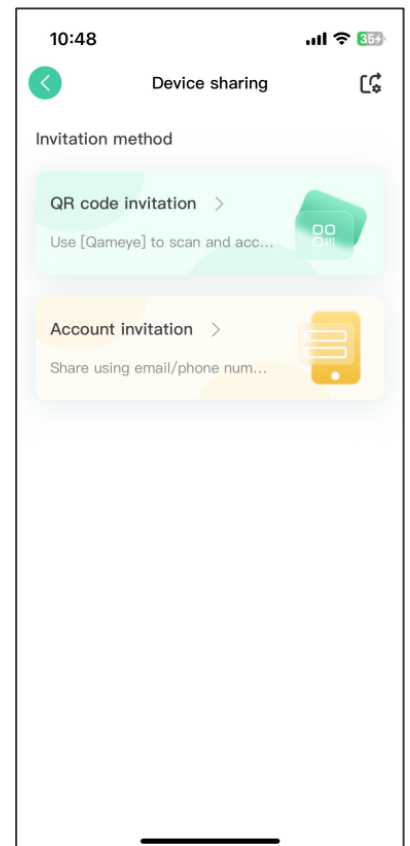 10:48
35
Device sharing
Invitation method
QR code invitation
Use [Qameye] to scan and acc...
Account invitation
Share using email/phone num...